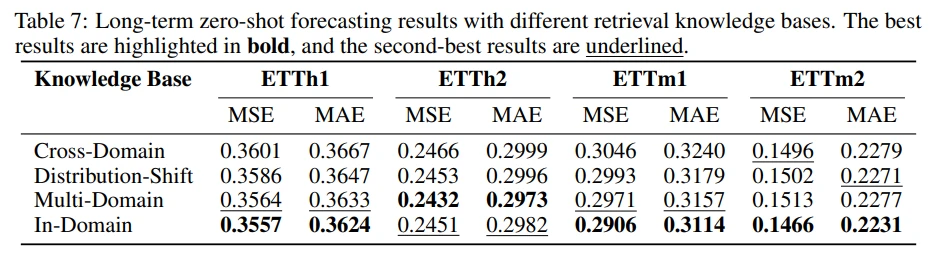 Table 7: Long-term zero-shot forecasting results with different retrieval knowledge bases. The best
results are highlighted in bold, and the second-best results are underlined.
Knowledge Base ETTh1 ETTh2 ETTm1 ETTm2
MSE MAE MSE MAE MSE MAE MSE MAE
Cross-Domain 0.3601 0.3667 0.2466 0.2999 0.3046 0.3240 0.1496 0.2279
Distribution-Shift 0.3586 0.3647 0.2453 0.2996 0.2993 0.3179 0.1502 0.2271
Multi-Domain 0.3564 0.3633 0.2432 0.2973 0.2971 0.3157 0.1513 0.2277
In-Domain 0.3557 0.3624 0.2451 0.2982 0.2906 0.3114 0.1466 0.2231